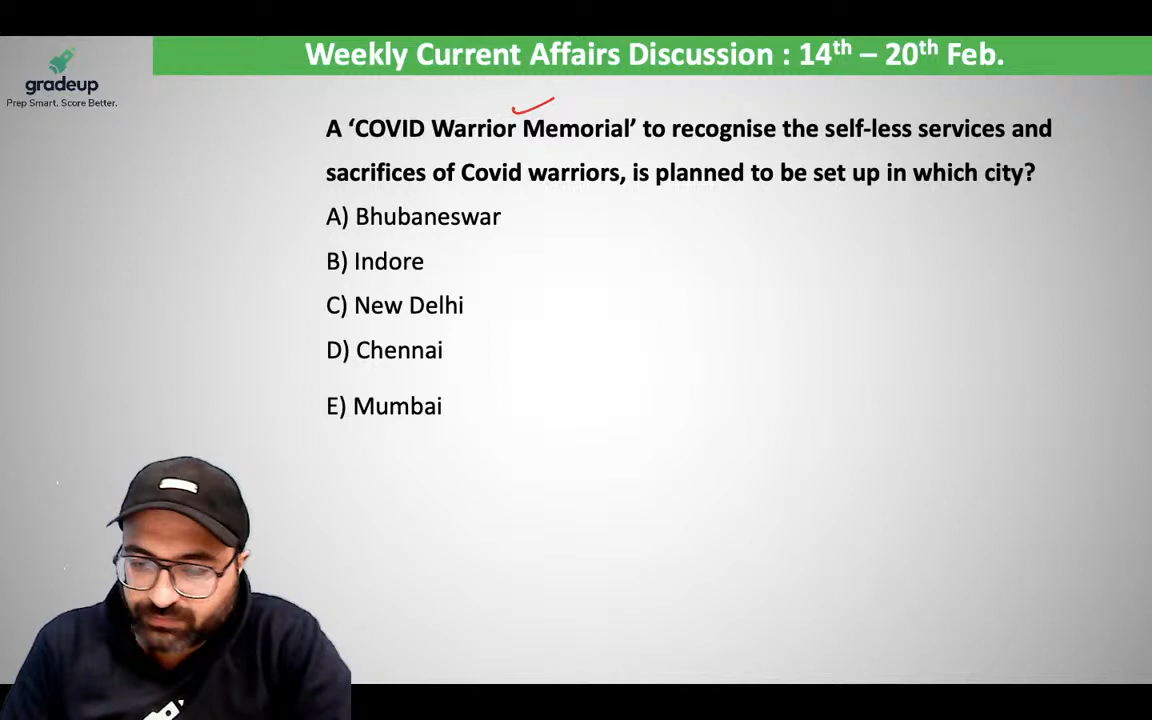 Weekly Current Affairs Discussion : 14th – 20th Feb.
gradeup
Prep Smart. Score Better.
A ‘COVID Warrior Memorial’ to recognise the self-less services and
sacrifices of Covid warriors, is planned to be set up in which city?
A) Bhubaneswar
B) Indore
C) New Delhi
D) Chennai
E) Mumbai